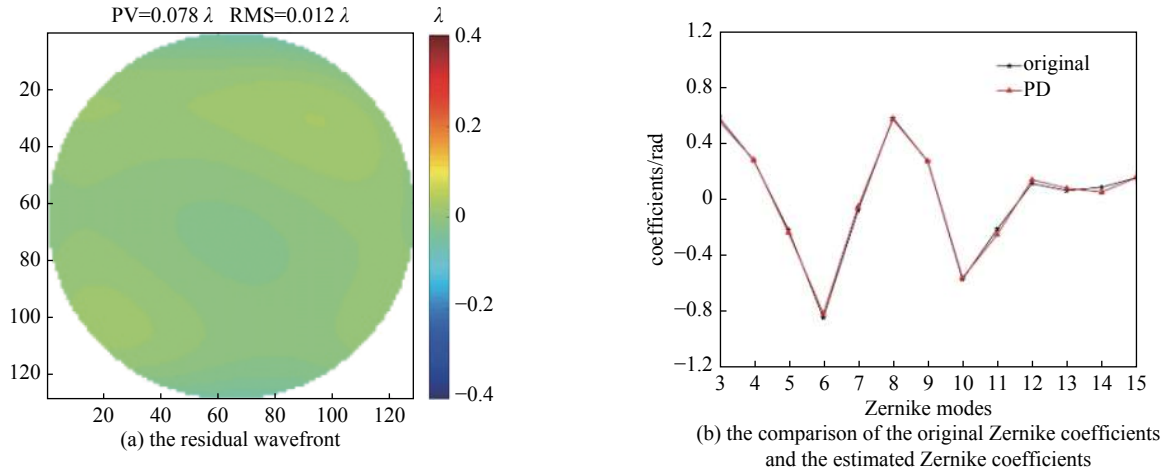 PV=0.078 λ RMS=0.012 λ
λ
0.4
0.2
0
−0.2
−0.4
20
40
60
80
100
120
20 40 60 80 100 120
(a) the residual wavefront
1.2
0.8
0.4
0
−0.4
−0.8
−1.2
coefficients/rad
original
PD
3 4 5 6 7 8 9 10 11 12 13 14 15
Zernike modes
(b) the comparison of the original Zernike coefficients
and the estimated Zernike coefficients